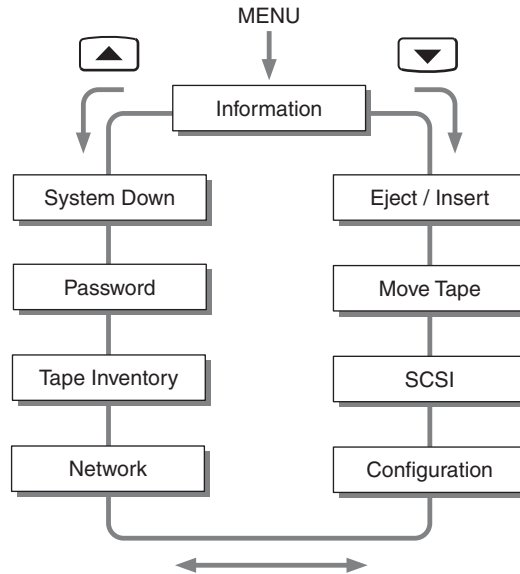 MENU
Information
System Down
Eject / Insert
Password
Move Tape
Tape Inventory
SCSI
Network
Configuration